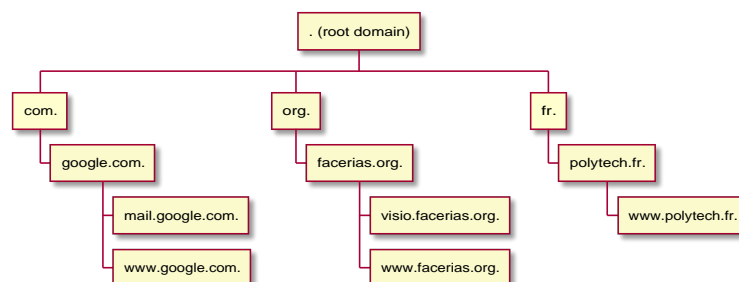 . (root domain)
com.
org.
fr.
google.com.
facerias.org.
polytech.fr.
mail.google.com.
visio.facerias.org.
www.polytech.fr.
www.google.com.
www.facerias.org.